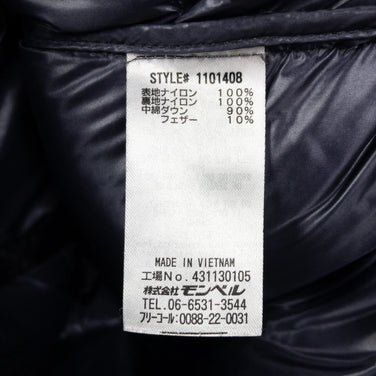 STYLE# 1101408
表地ナイロン 100%
裏地ナイロン 100%
中綿ダウン 90%
フェザー 10%
MADE IN VIETNAM
工場No. 431130105
株式会社モンベル
TEL. 06-6531-3544
フリーコール: 0088-22-0031